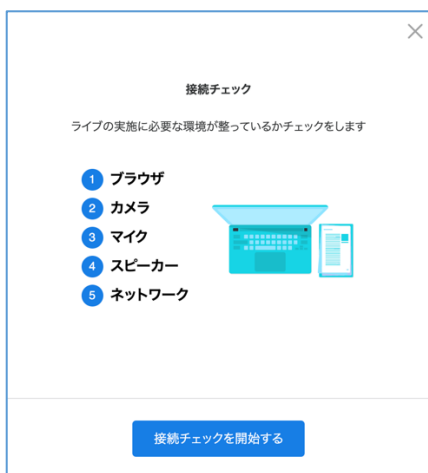 接続チェック
ライブの実施に必要な環境が整っているかチェックをします
1 ブラウザ
2 カメラ
3 マイク
4 スピーカー
5 ネットワーク
接続チェックを開始する